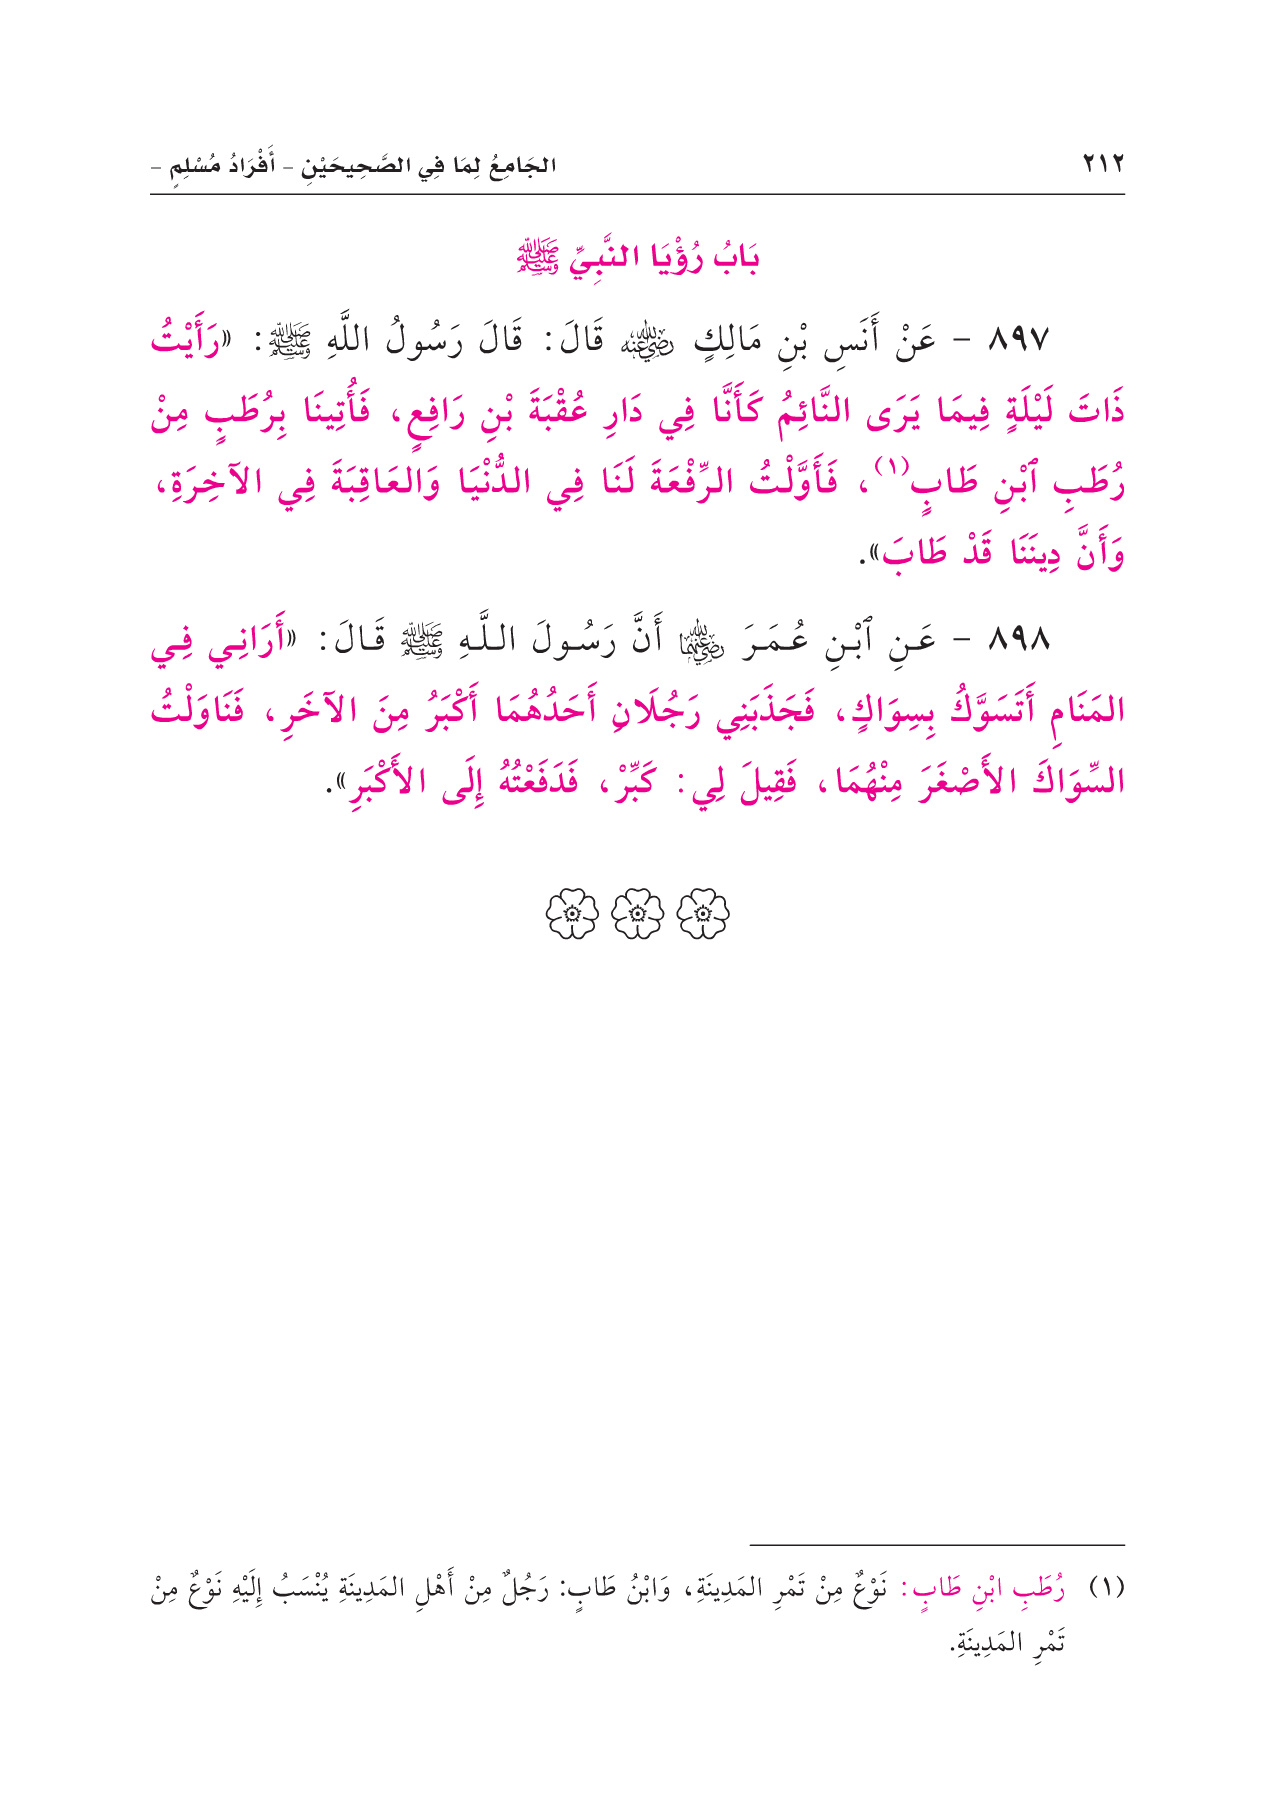 ٢١٢
الجَامِعُ لِمَا فِي الصَّحِيحَيْنِ - أَفْرَادُ مُسْلِمٍ -
بَابُ رُؤْيَا النَّبِيِّ ﷺ
٨٩٧ - عَنْ أَنَسِ بْنِ مَالِكٍ رضي الله عنه قَالَ: قَالَ رَسُولُ اللَّهِ ﷺ: «رَأَيْتُ
ذَاتَ لَيْلَةٍ فِيمَا يَرَى النَّائِمُ كَأَنَّا فِي دَارِ عُقْبَةَ بْنِ رَافِعٍ، فَأُتِينَا بِرُطَبٍ مِنْ
رُطَبِ ٱبْنِ طَابٍ(١)، فَأَوَّلْتُ الرِّفْعَةَ لَنَا فِي الدُّنْيَا وَالعَاقِبَةَ فِي الآخِرَةِ،
وَأَنَّ دِينَنَا قَدْ طَابَ».
٨٩٨ - عَنِ ٱبْنِ عُمَرَ رضي الله عنهما أَنَّ رَسُولَ اللَّهِ ﷺ قَالَ: «أَرَانِي فِي
المَنَامِ أَتَسَوَّكُ بِسِوَاكٍ، فَجَذَبَنِي رَجُلَانِ أَحَدُهُمَا أَكْبَرُ مِنَ الآخَرِ، فَنَاوَلْتُ
السِّوَاكَ الأَصْغَرَ مِنْهُمَا، فَقِيلَ لِي: كَبِّرْ، فَدَفَعْتُهُ إِلَى الأَكْبَرِ».
(١) رُطَبِ ابْنِ طَابٍ: نَوْعٌ مِنْ تَمْرِ المَدِينَةِ، وَابْنُ طَابٍ: رَجُلٌ مِنْ أَهْلِ المَدِينَةِ يُنْسَبُ إِلَيْهِ نَوْعٌ مِنْ
تَمْرِ المَدِينَةِ.